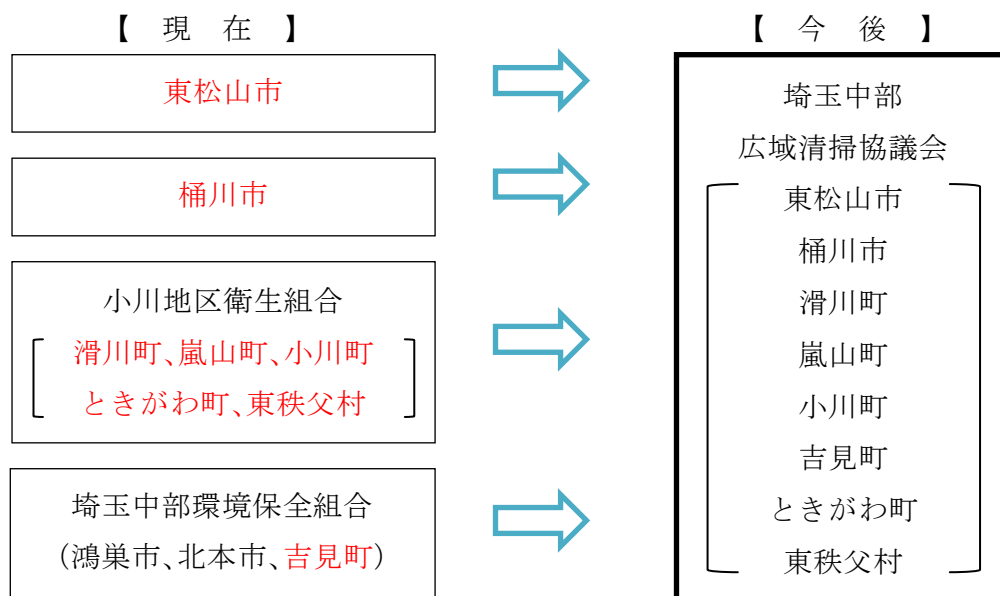 【 現 在 】
東松山市
桶川市
小川地区衛生組合
滑川町、嵐山町、小川町
ときがわ町、東秩父村
埼玉中部環境保全組合
(鴻巣市、北本市、吉見町)
【 今 後 】
埼玉中部
広域清掃協議会
東松山市
桶川市
滑川町
嵐山町
小川町
吉見町
ときがわ町
東秩父村